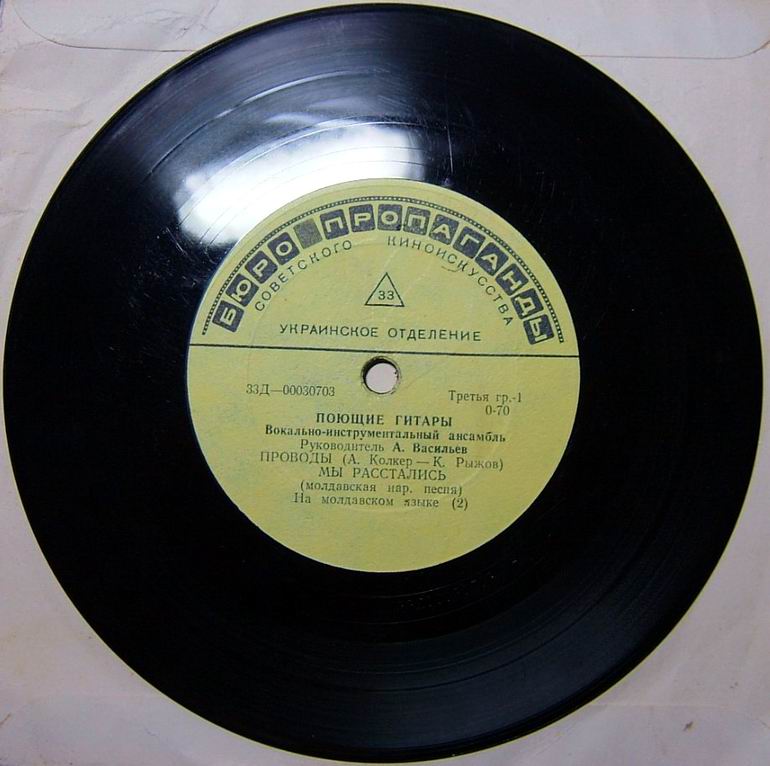 БЮРО ПРОПАГАНДЫ
СОВЕТСКОГО КИНОИСКУССТВА
33
УКРАИНСКОЕ ОТДЕЛЕНИЕ
33Д—00030703
Третья гр.-1
0-70
ПОЮЩИЕ ГИТАРЫ
Вокально-инструментальный ансамбль
Руководитель А. Васильев
ПРОВОДЫ (А. Колкер — К. Рыжов)
МЫ РАССТАЛИСЬ
(молдавская нар. песня)
На молдавском языке (2)